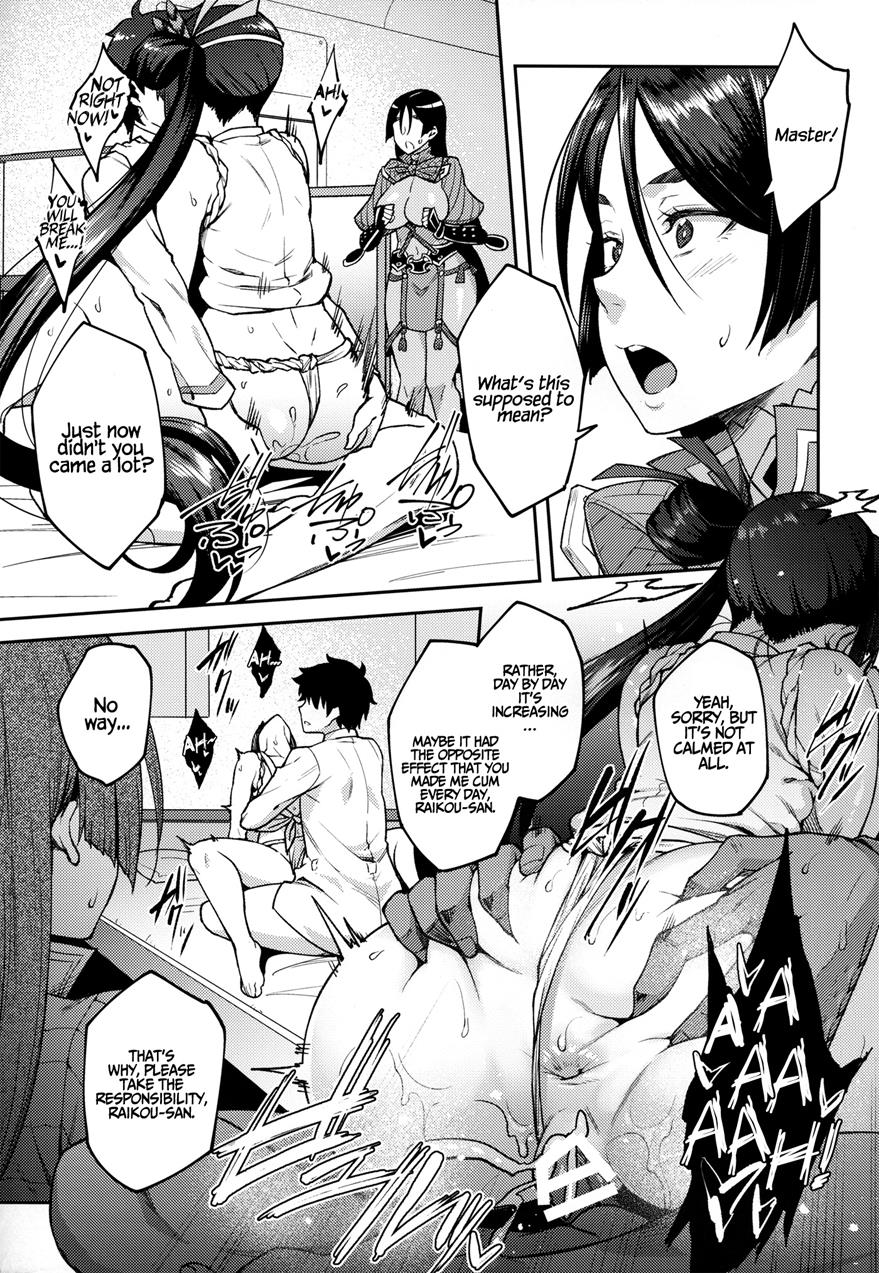 Master!
What's this
supposed to
mean?
AH!
NOT
RIGHT
NOW!
YOU
WILL
BREAK
ME...!
Just now
didn't you
came a lot?
YEAH,
SORRY, BUT
IT'S NOT
CALMED AT
ALL.
RATHER,
DAY BY DAY
IT'S
INCREASING
...
MAYBE IT HAD
THE OPPOSITE
EFFECT THAT YOU
MADE ME CUM
EVERY DAY,
RAIKOU-SAN.
AH...
AH...
No
way...
THAT'S
WHY, PLEASE
TAKE THE
RESPONSIBILITY,
RAIKOU-SAN.